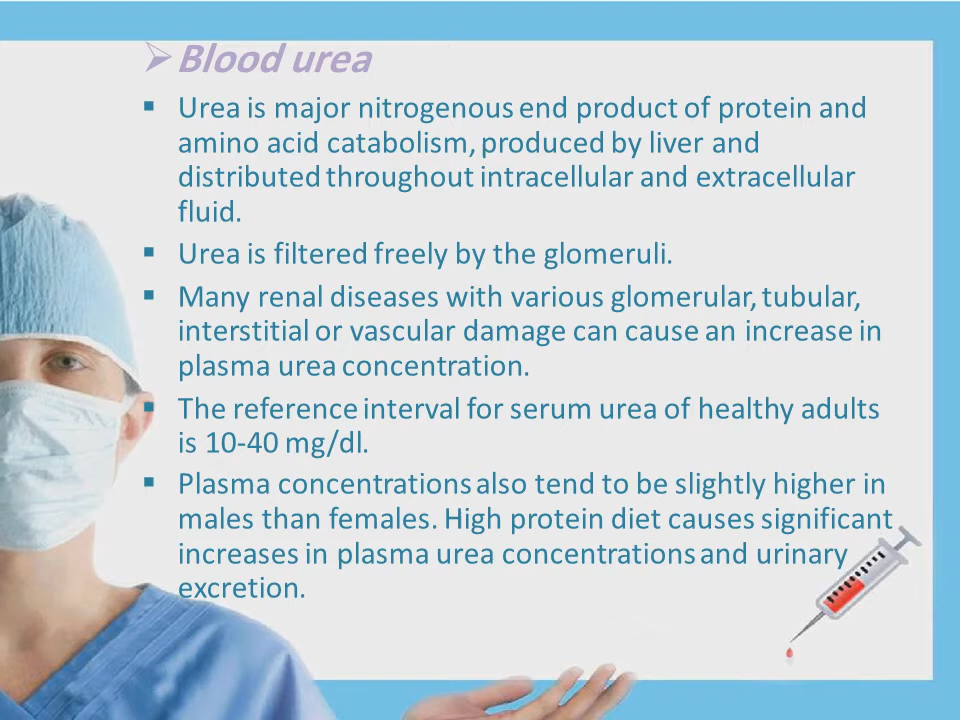 ➢Blood urea
▪ Urea is major nitrogenous end product of protein and
amino acid catabolism, produced by liver and
distributed throughout intracellular and extracellular
fluid.
▪ Urea is filtered freely by the glomeruli.
▪ Many renal diseases with various glomerular, tubular,
interstitial or vascular damage can cause an increase in
plasma urea concentration.
▪ The reference interval for serum urea of healthy adults
is 10-40 mg/dl.
▪ Plasma concentrations also tend to be slightly higher in
males than females. High protein diet causes significant
increases in plasma urea concentrations and urinary
excretion.